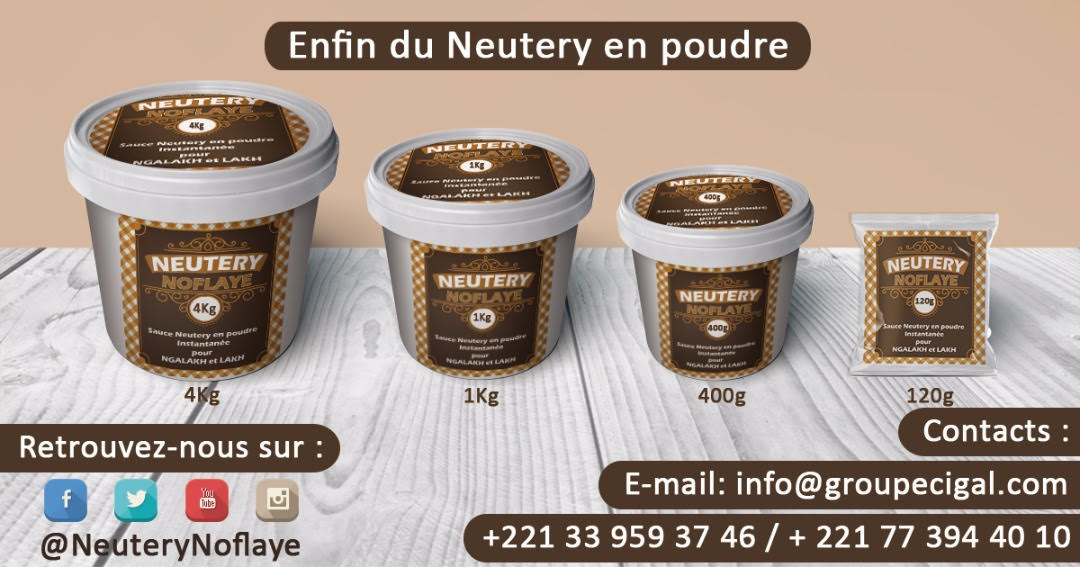 Enfin du Neutery en poudre
NEUTERY
NOFLAYE
4Kg
Sauce Neutery en poudre
Instantanée
pour
NGALAKH et LAKH
NEUTERY
NOFLAYE
4Kg
Sauce Neutery en poudre
Instantanée
pour
NGALAKH et LAKH
4Kg
NEUTERY
NOFLAYE
1Kg
Sauce Neutery en poudre
Instantanée
pour
NGALAKH et LAKH
NEUTERY
NOFLAYE
1Kg
Sauce Neutery en poudre
Instantanée
pour
NGALAKH et LAKH
1Kg
NEUTERY
NOFLAYE
400g
Sauce Neutery en poudre
Instantanée
pour
NGALAKH et LAKH
NEUTERY
NOFLAYE
400g
Sauce Neutery en poudre
Instantanée
pour
NGALAKH et LAKH
400g
NEUTERY
NOFLAYE
120g
Sauce Neutery en poudre
Instantanée
pour
NGALAKH et LAKH
120g
Retrouvez-nous sur :
You
Tube
@NeuteryNoflaye
Contacts :
E-mail: info@groupecigal.com
+221 33 959 37 46 / + 221 77 394 40 10